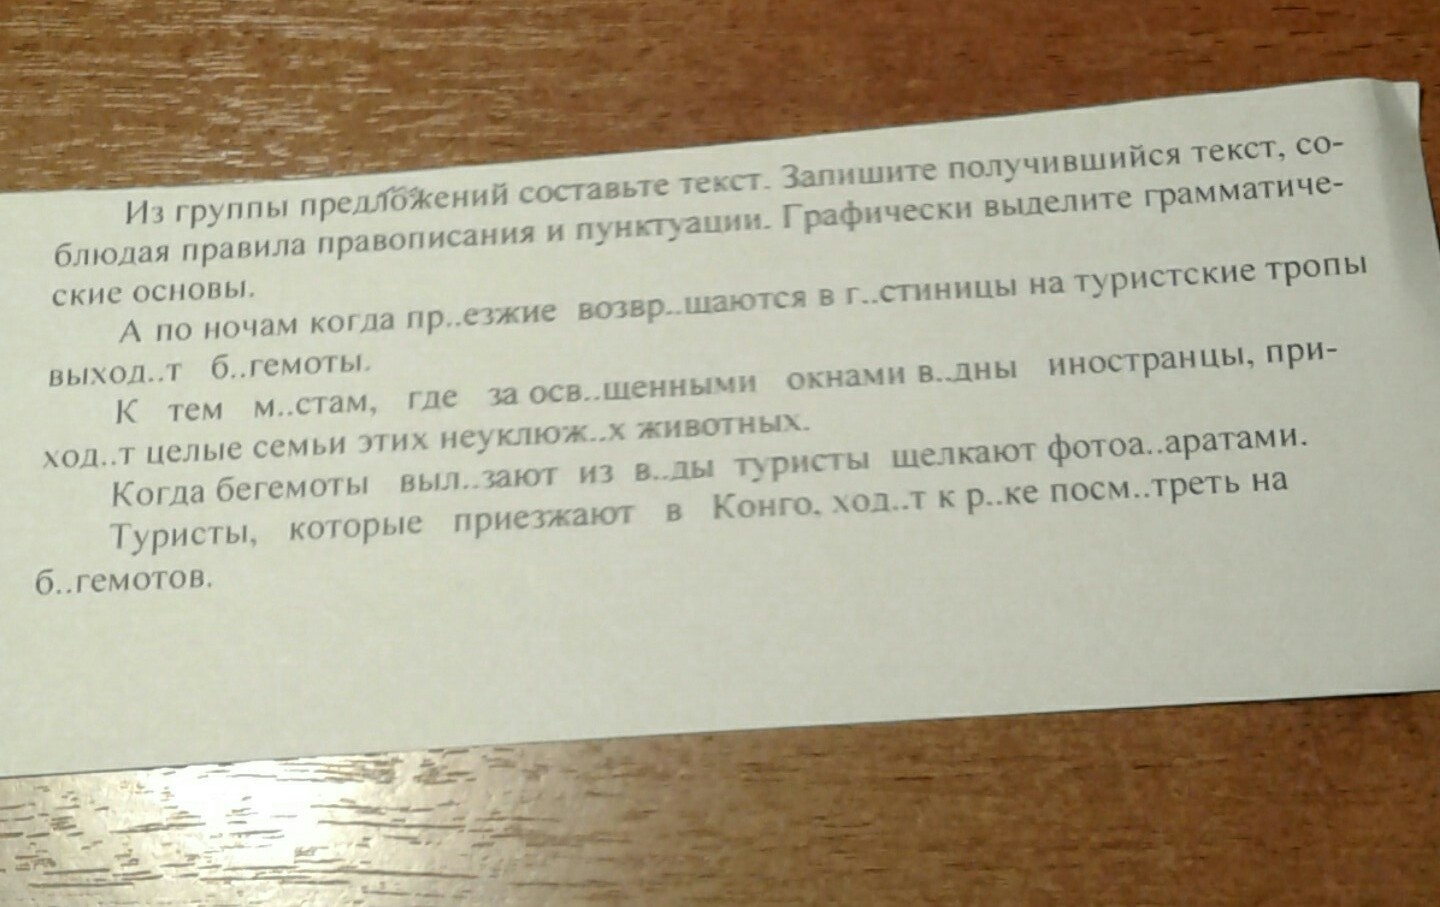 Из группы предложений составьте текст. Запишите получившийся текст, со-
блюдая правила правописания и пунктуации. Графически выделите грамматиче-
ские основы.
А по ночам когда пр..езжие возвр..щаются в г..стиницы на туристские тропы
выход..т б..гемоты.
К тем м..стам, где за осв..щенными окнами в..дны иностранцы, при-
ход..т целые семьи этих неуклюж..х животных.
Когда бегемоты выл..зают из в..ды туристы щелкают фотоа..аратами.
Туристы, которые приезжают в Конго, ход..т к р..ке посм..треть на
б..гемотов.